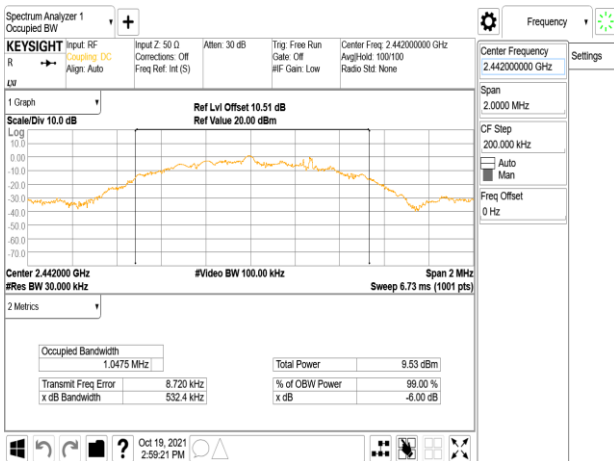 Spectrum Analyzer 1
Occupied BW
Frequency
KEYSIGHT
R
Input: RF
Coupling: DC
Align: Auto
Input Z: 50 Ω
Corrections: Off
Freq Ref: Int (S)
Atten: 30 dB
Trig: Free Run
Gate: Off
#IF Gain: Low
Center Freq: 2.442000000 GHz
Avg|Hold: 100/100
Radio Std: None
Center Frequency
2.442000000 GHz
Settings
Span
2.0000 MHz
CF Step
200.000 kHz
Auto
Man
Freq Offset
0 Hz
1 Graph
Scale/Div 10.0 dB
Ref Lvl Offset 10.51 dB
Ref Value 20.00 dBm
Log
10.0
0.00
-10.0
-20.0
-30.0
-40.0
-50.0
-60.0
-70.0
Center 2.442000 GHz
#Res BW 30.000 kHz
#Video BW 100.00 kHz
Span 2 MHz
Sweep 6.73 ms (1001 pts)
2 Metrics
Occupied Bandwidth
1.0475 MHz
Transmit Freq Error 8.720 kHz
x dB Bandwidth 532.4 kHz
Total Power 9.53 dBm
% of OBW Power 99.00 %
x dB -6.00 dB
?
Oct 19, 2021
2:59:21 PM